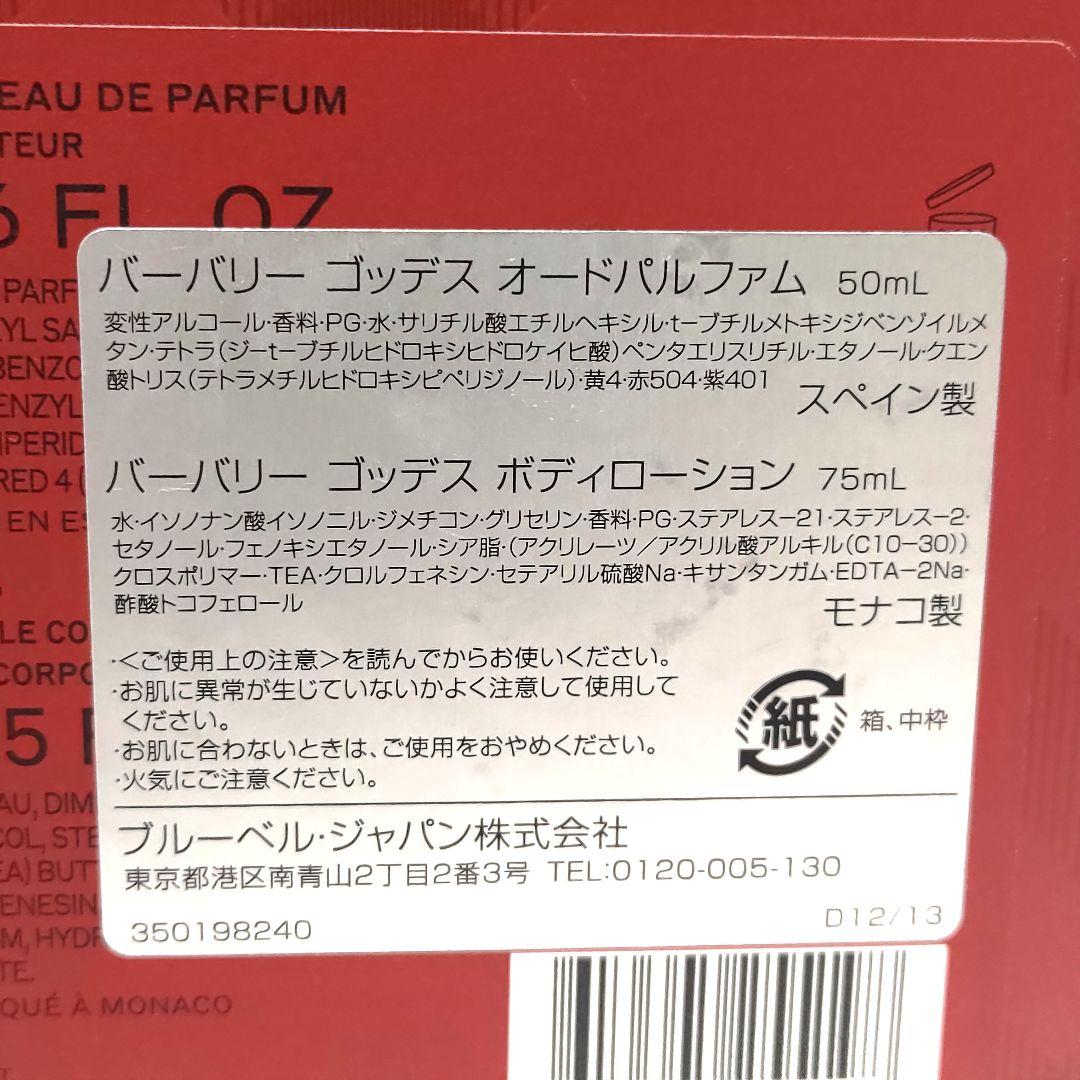 EAU DE PARFUM
TEUR
FL. OZ
PARF
ZYL SA
BENZO
ENZYL
IPERID
RED 4 (
EN ES
LE CO
CORPO
5
AU, DIM
COL, STE
EA) BUTT
ENESIN
M, HYDR
TE.
QUÉ À MONACO
バーバリー ゴッデス オードパルファム 50mL
変性アルコール・香料・PG・水・サリチル酸エチルヘキシル・t-ブチルメトキシジベンゾイルメ
タン・テトラ(ジーt-ブチルヒドロキシヒドロケイヒ酸)ペンタエリスリチル・エタノール・クエン
酸トリス(テトラメチルヒドロキシピペリジノール)・黄4・赤504・紫401
スペイン製
バーバリー ゴッデス ボディローション 75mL
水・イソノナン酸イソノニル・ジメチコン・グリセリン・香料・PG・ステアレス-21・ステアレス-2・
セタノール・フェノキシエタノール・シア脂・(アクリレーツ/アクリル酸アルキル(C10-30))
クロスポリマー・TEA・クロルフェネシン・セテアリル硫酸Na・キサンタンガム・EDTA-2Na・
酢酸トコフェロール
モナコ製
・<ご使用上の注意>を読んでからお使いください。
・お肌に異常が生じていないかよく注意して使用して
ください。
・お肌に合わないときは、ご使用をおやめください。
・火気にご注意ください。
紙
箱、中枠
ブルーベル・ジャパン株式会社
東京都港区南青山2丁目2番3号 TEL:0120-005-130
350198240
D12/13